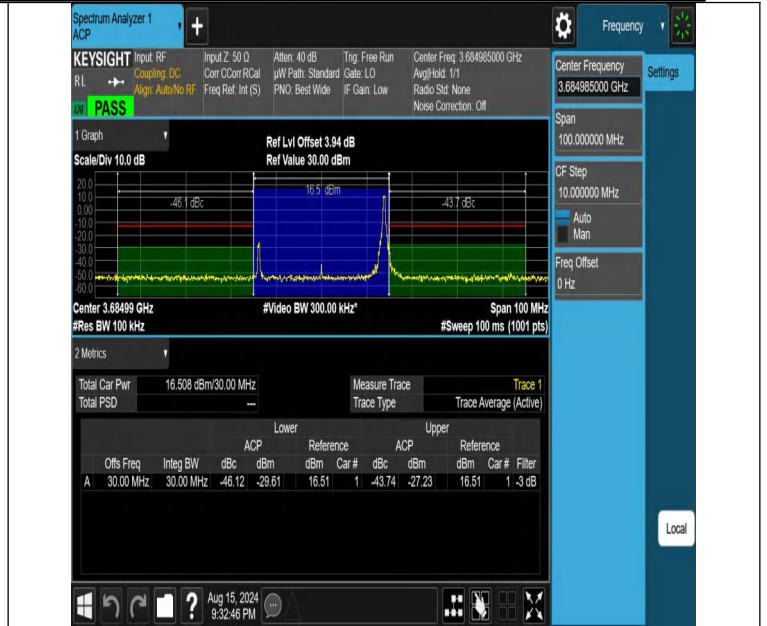 Spectrum Analyzer 1
ACP
Frequency
KEYSIGHT
RL
PASS
Input: RF
Coupling: DC
Align: Auto/No RF
Input Z: 50 Ω
Corr CCorr RCal
Freq Ref: Int (S)
Atten: 40 dB
µW Path: Standard
PNO: Best Wide
Trig: Free Run
Gate: LO
IF Gain: Low
Center Freq: 3.684985000 GHz
Avg|Hold: 1/1
Radio Std: None
Noise Correction: Off
Center Frequency
3.684985000 GHz
Settings
Span
100.000000 MHz
CF Step
10.000000 MHz
Auto
Man
Freq Offset
0 Hz
1 Graph
Scale/Div 10.0 dB
Ref Lvl Offset 3.94 dB
Ref Value 30.00 dBm
20.0
10.0
0.00
-10.0
-20.0
-30.0
-40.0
-50.0
-60.0
-46.1 dBc
16.5 dBm
-43.7 dBc
Center 3.68499 GHz
#Video BW 300.00 kHz*
Span 100 MHz
#Res BW 100 kHz
#Sweep 100 ms (1001 pts)
2 Metrics
Total Car Pwr 16.508 dBm/30.00 MHz
Total PSD ---
Measure Trace Trace 1
Trace Type Trace Average (Active)
Lower Upper
ACP Reference ACP Reference
Offs Freq Integ BW dBc dBm dBm Car # dBc dBm dBm Car # Filter
A 30.00 MHz 30.00 MHz -46.12 -29.61 16.51 1 -43.74 -27.23 16.51 1 -3 dB
Local
Aug 15, 2024
9:32:46 PM